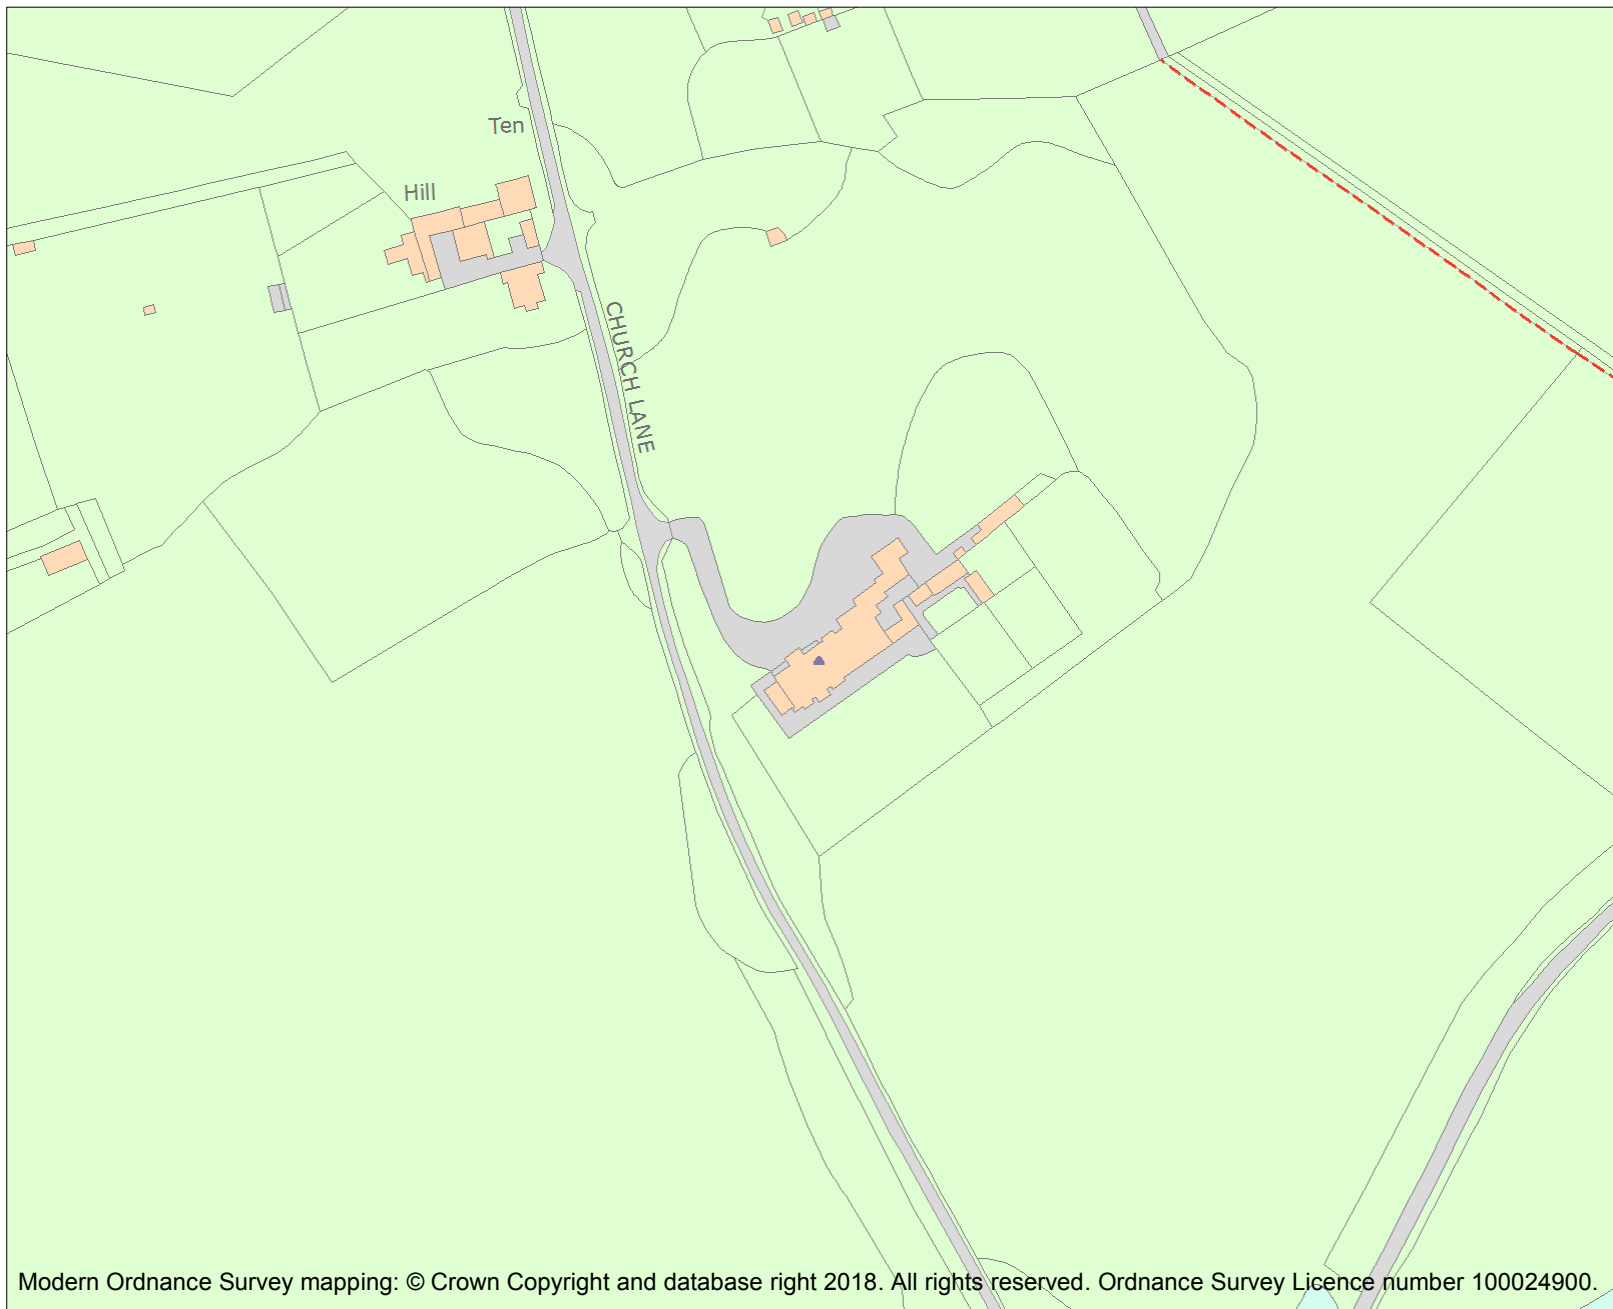 Ten
Hill
CHURCH LANE
Modern Ordnance Survey mapping: © Crown Copyright and database right 2018. All rights reserved. Ordnance Survey Licence number 100024900.